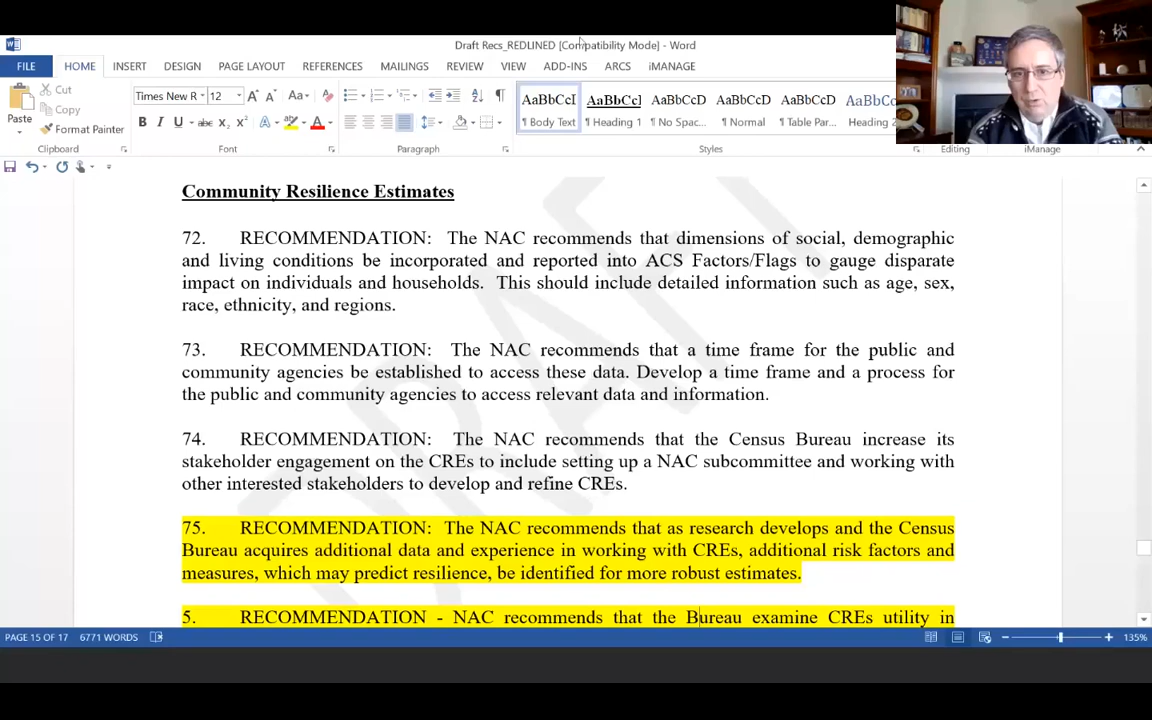 Draft Recs_REDLINED [Compatibility Mode] - Word
FILE HOME INSERT DESIGN PAGE LAYOUT REFERENCES MAILINGS REVIEW VIEW ADD-INS ARCS iMANAGE
Cut
Copy
Format Painter
Paste
Times New R 12
AaBbCcI AaBbCcI AaBbCcD AaBbCcD AaBbCcD AaBbCc
¶ Body Text ¶ Heading 1 ¶ No Spac... ¶ Normal ¶ Table Par... Heading 2
Clipboard Font Paragraph Styles Editing iManage
Community Resilience Estimates
72. RECOMMENDATION: The NAC recommends that dimensions of social, demographic
and living conditions be incorporated and reported into ACS Factors/Flags to gauge disparate
impact on individuals and households. This should include detailed information such as age, sex,
race, ethnicity, and regions.
73. RECOMMENDATION: The NAC recommends that a time frame for the public and
community agencies be established to access these data. Develop a time frame and a process for
the public and community agencies to access relevant data and information.
74. RECOMMENDATION: The NAC recommends that the Census Bureau increase its
stakeholder engagement on the CREs to include setting up a NAC subcommittee and working with
other interested stakeholders to develop and refine CREs.
75. RECOMMENDATION: The NAC recommends that as research develops and the Census
Bureau acquires additional data and experience in working with CREs, additional risk factors and
measures, which may predict resilience, be identified for more robust estimates.
5. RECOMMENDATION - NAC recommends that the Bureau examine CREs utility in
DRAFT
PAGE 15 OF 17 6771 WORDS 135%